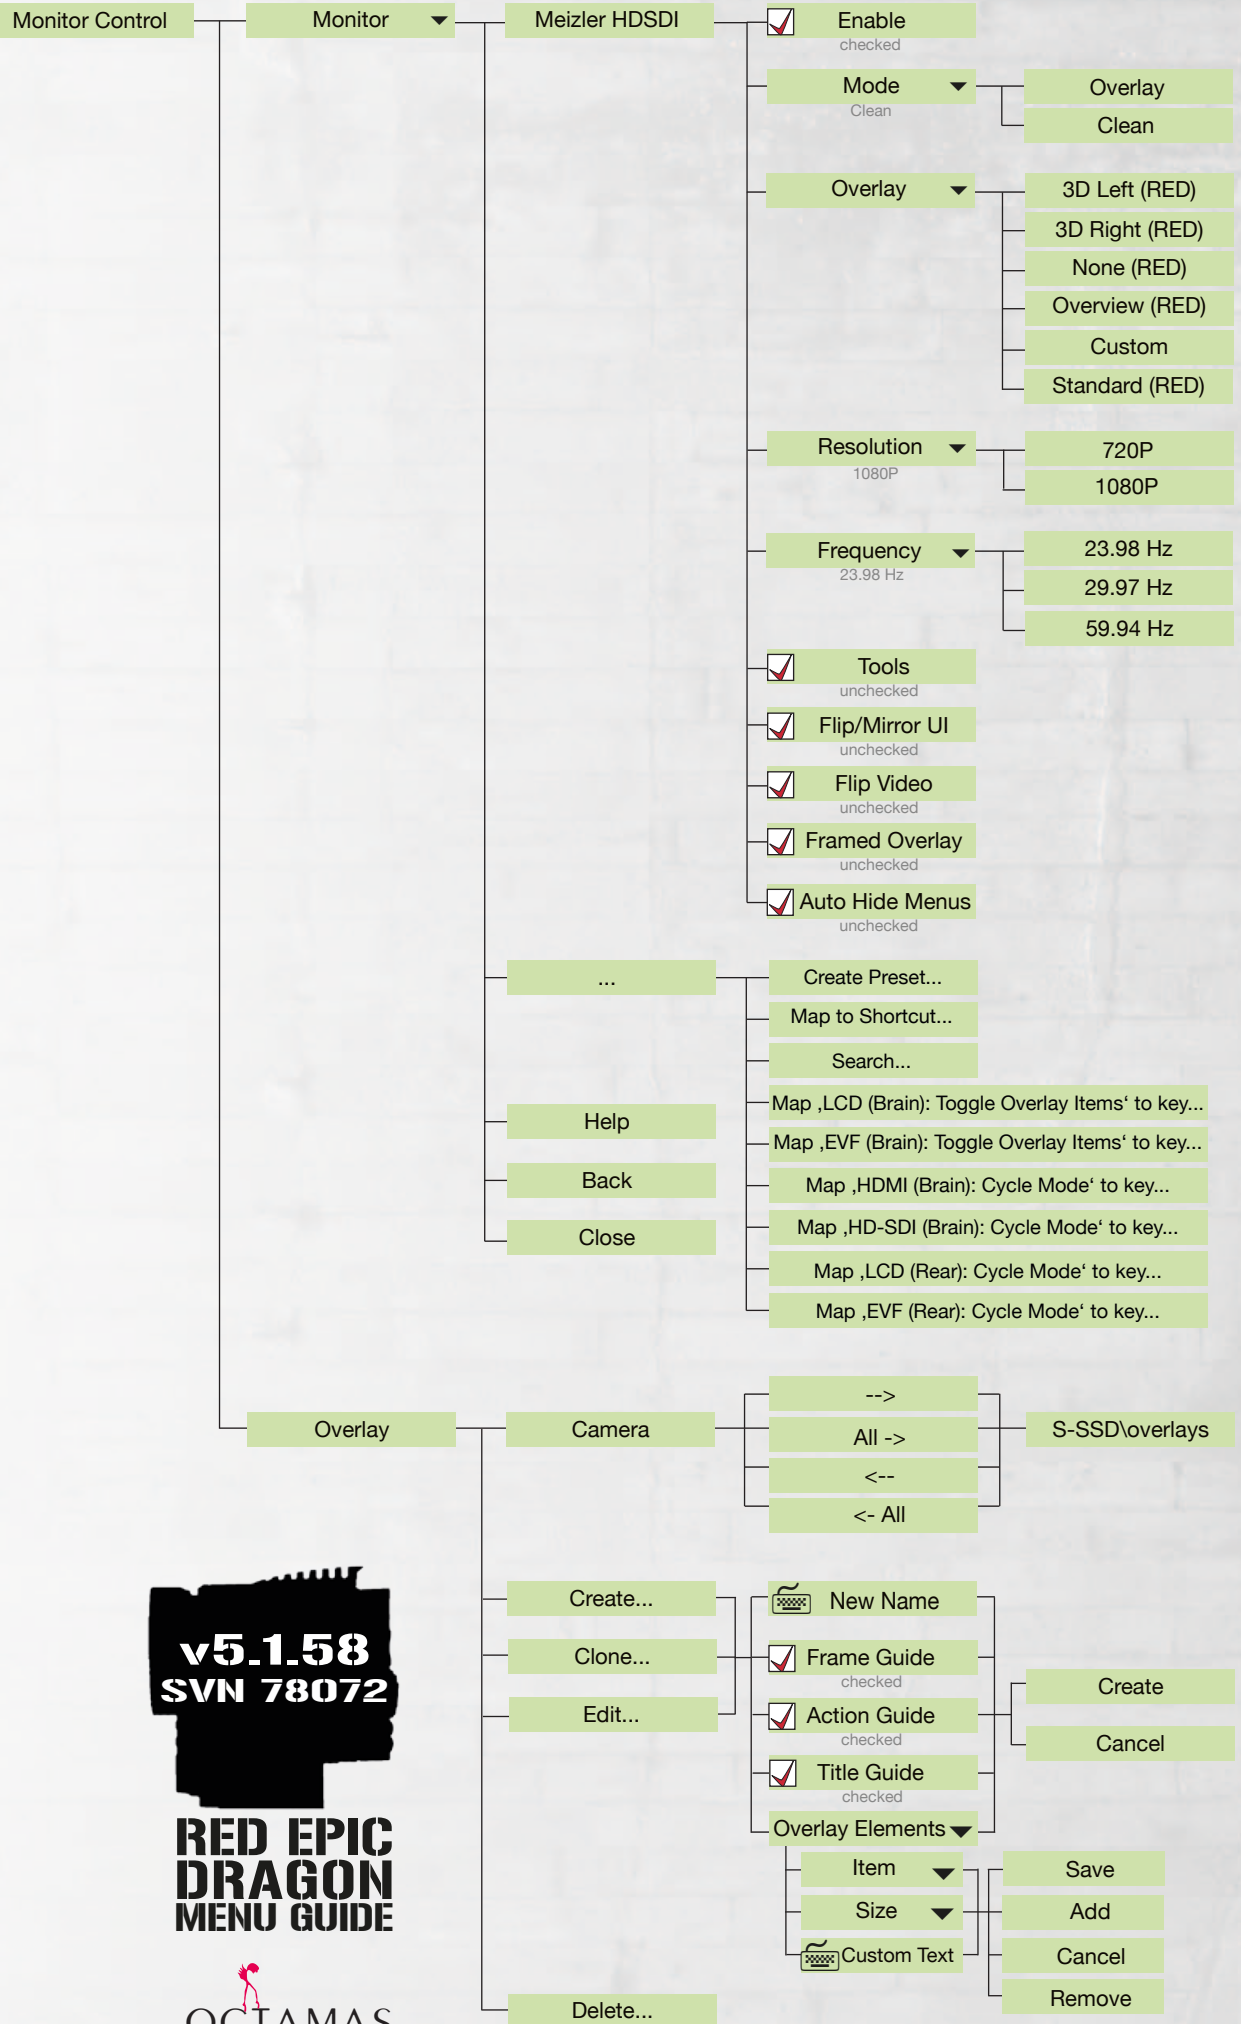 Monitor Control
Monitor
Meizler HDSDI
Enable
checked
Mode
Clean
Overlay
Clean
Overlay
3D Left (RED)
3D Right (RED)
None (RED)
Overview (RED)
Custom
Standard (RED)
Resolution
1080P
720P
1080P
Frequency
23.98 Hz
23.98 Hz
29.97 Hz
59.94 Hz
Tools
unchecked
Flip/Mirror UI
unchecked
Flip Video
unchecked
Framed Overlay
unchecked
Auto Hide Menus
unchecked
...
Create Preset...
Map to Shortcut...
Search...
Map ‚LCD (Brain): Toggle Overlay Items‘ to key...
Map ‚EVF (Brain): Toggle Overlay Items‘ to key...
Map ‚HDMI (Brain): Cycle Mode‘ to key...
Map ‚HD-SDI (Brain): Cycle Mode‘ to key...
Map ‚LCD (Rear): Cycle Mode‘ to key...
Map ‚EVF (Rear): Cycle Mode‘ to key...
Help
Back
Close
Overlay
Camera
-->
All ->
<--
<- All
S-SSD\overlays
Create...
Clone...
Edit...
New Name
Frame Guide
checked
Action Guide
checked
Title Guide
checked
Overlay Elements
Create
Cancel
Item
Size
Custom Text
Save
Add
Cancel
Remove
Delete...
v5.1.58
SVN 78072
RED EPIC
DRAGON
MENU GUIDE
OCTAMAS